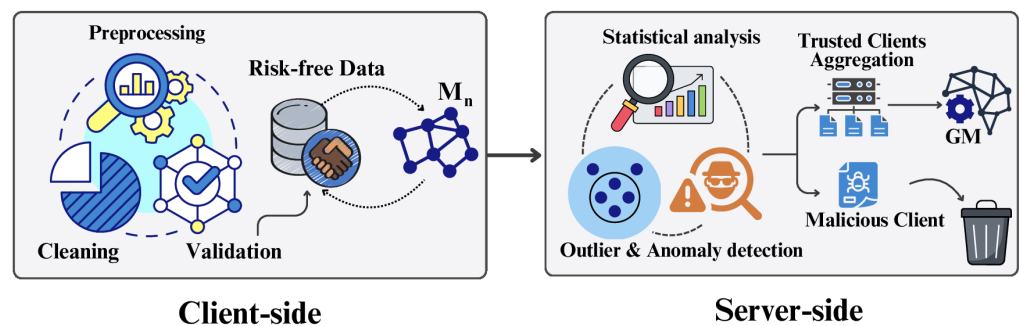 Preprocessing
Risk-free Data
Mn
Cleaning
Validation
Client-side
Statistical analysis
Outlier & Anomaly detection
Trusted Clients
Aggregation
GM
Malicious Client
Server-side